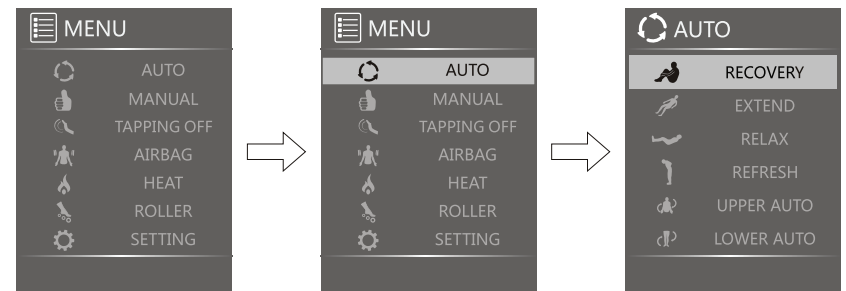 MENU
AUTO
MANUAL
TAPPING OFF
AIRBAG
HEAT
ROLLER
SETTING
MENU
AUTO
MANUAL
TAPPING OFF
AIRBAG
HEAT
ROLLER
SETTING
AUTO
RECOVERY
EXTEND
RELAX
REFRESH
UPPER AUTO
LOWER AUTO